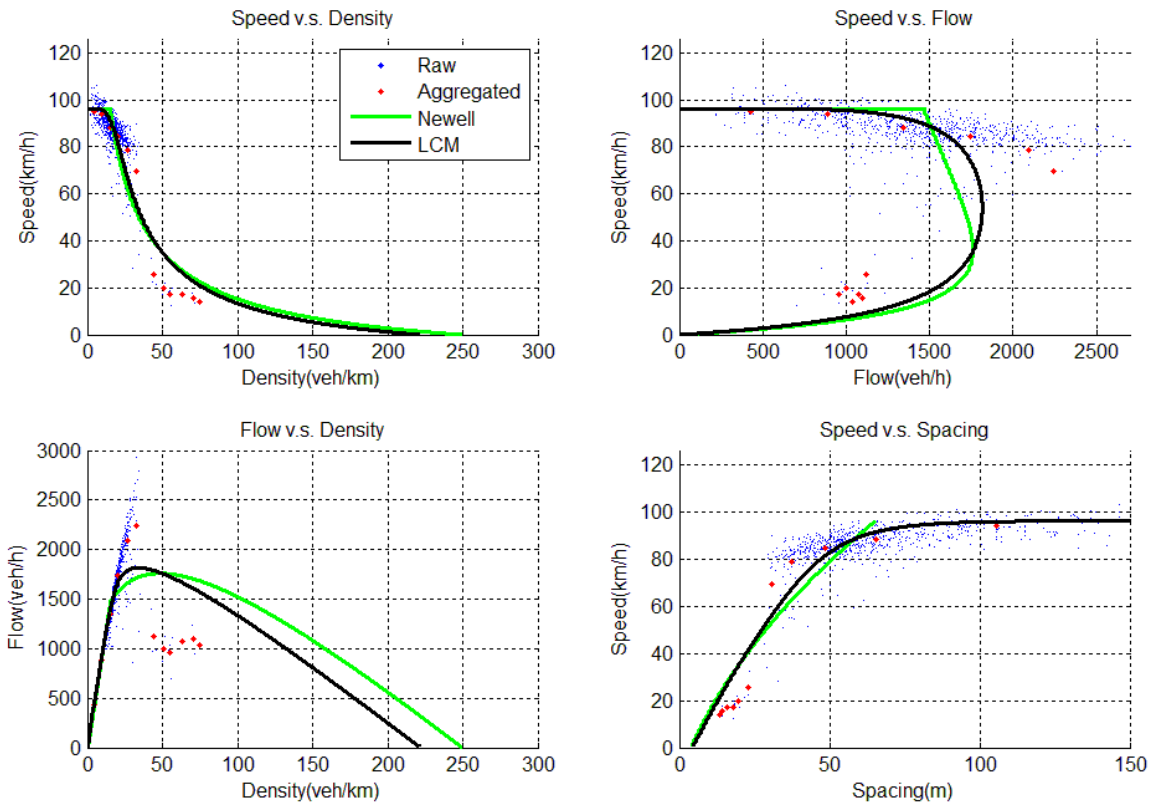 Speed v.s. Density
120
100
80
60
40
20
0
Speed(km/h)
0 50 100 150 200 250 300
Density(veh/km)
Raw
Aggregated
Newell
LCM
Speed v.s. Flow
120
100
80
60
40
20
0
Speed(km/h)
0 500 1000 1500 2000 2500
Flow(veh/h)
Flow v.s. Density
3000
2500
2000
1500
1000
500
0
Flow(veh/h)
0 50 100 150 200 250 300
Density(veh/km)
Speed v.s. Spacing
120
100
80
60
40
20
0
Speed(km/h)
0 50 100 150
Spacing(m)